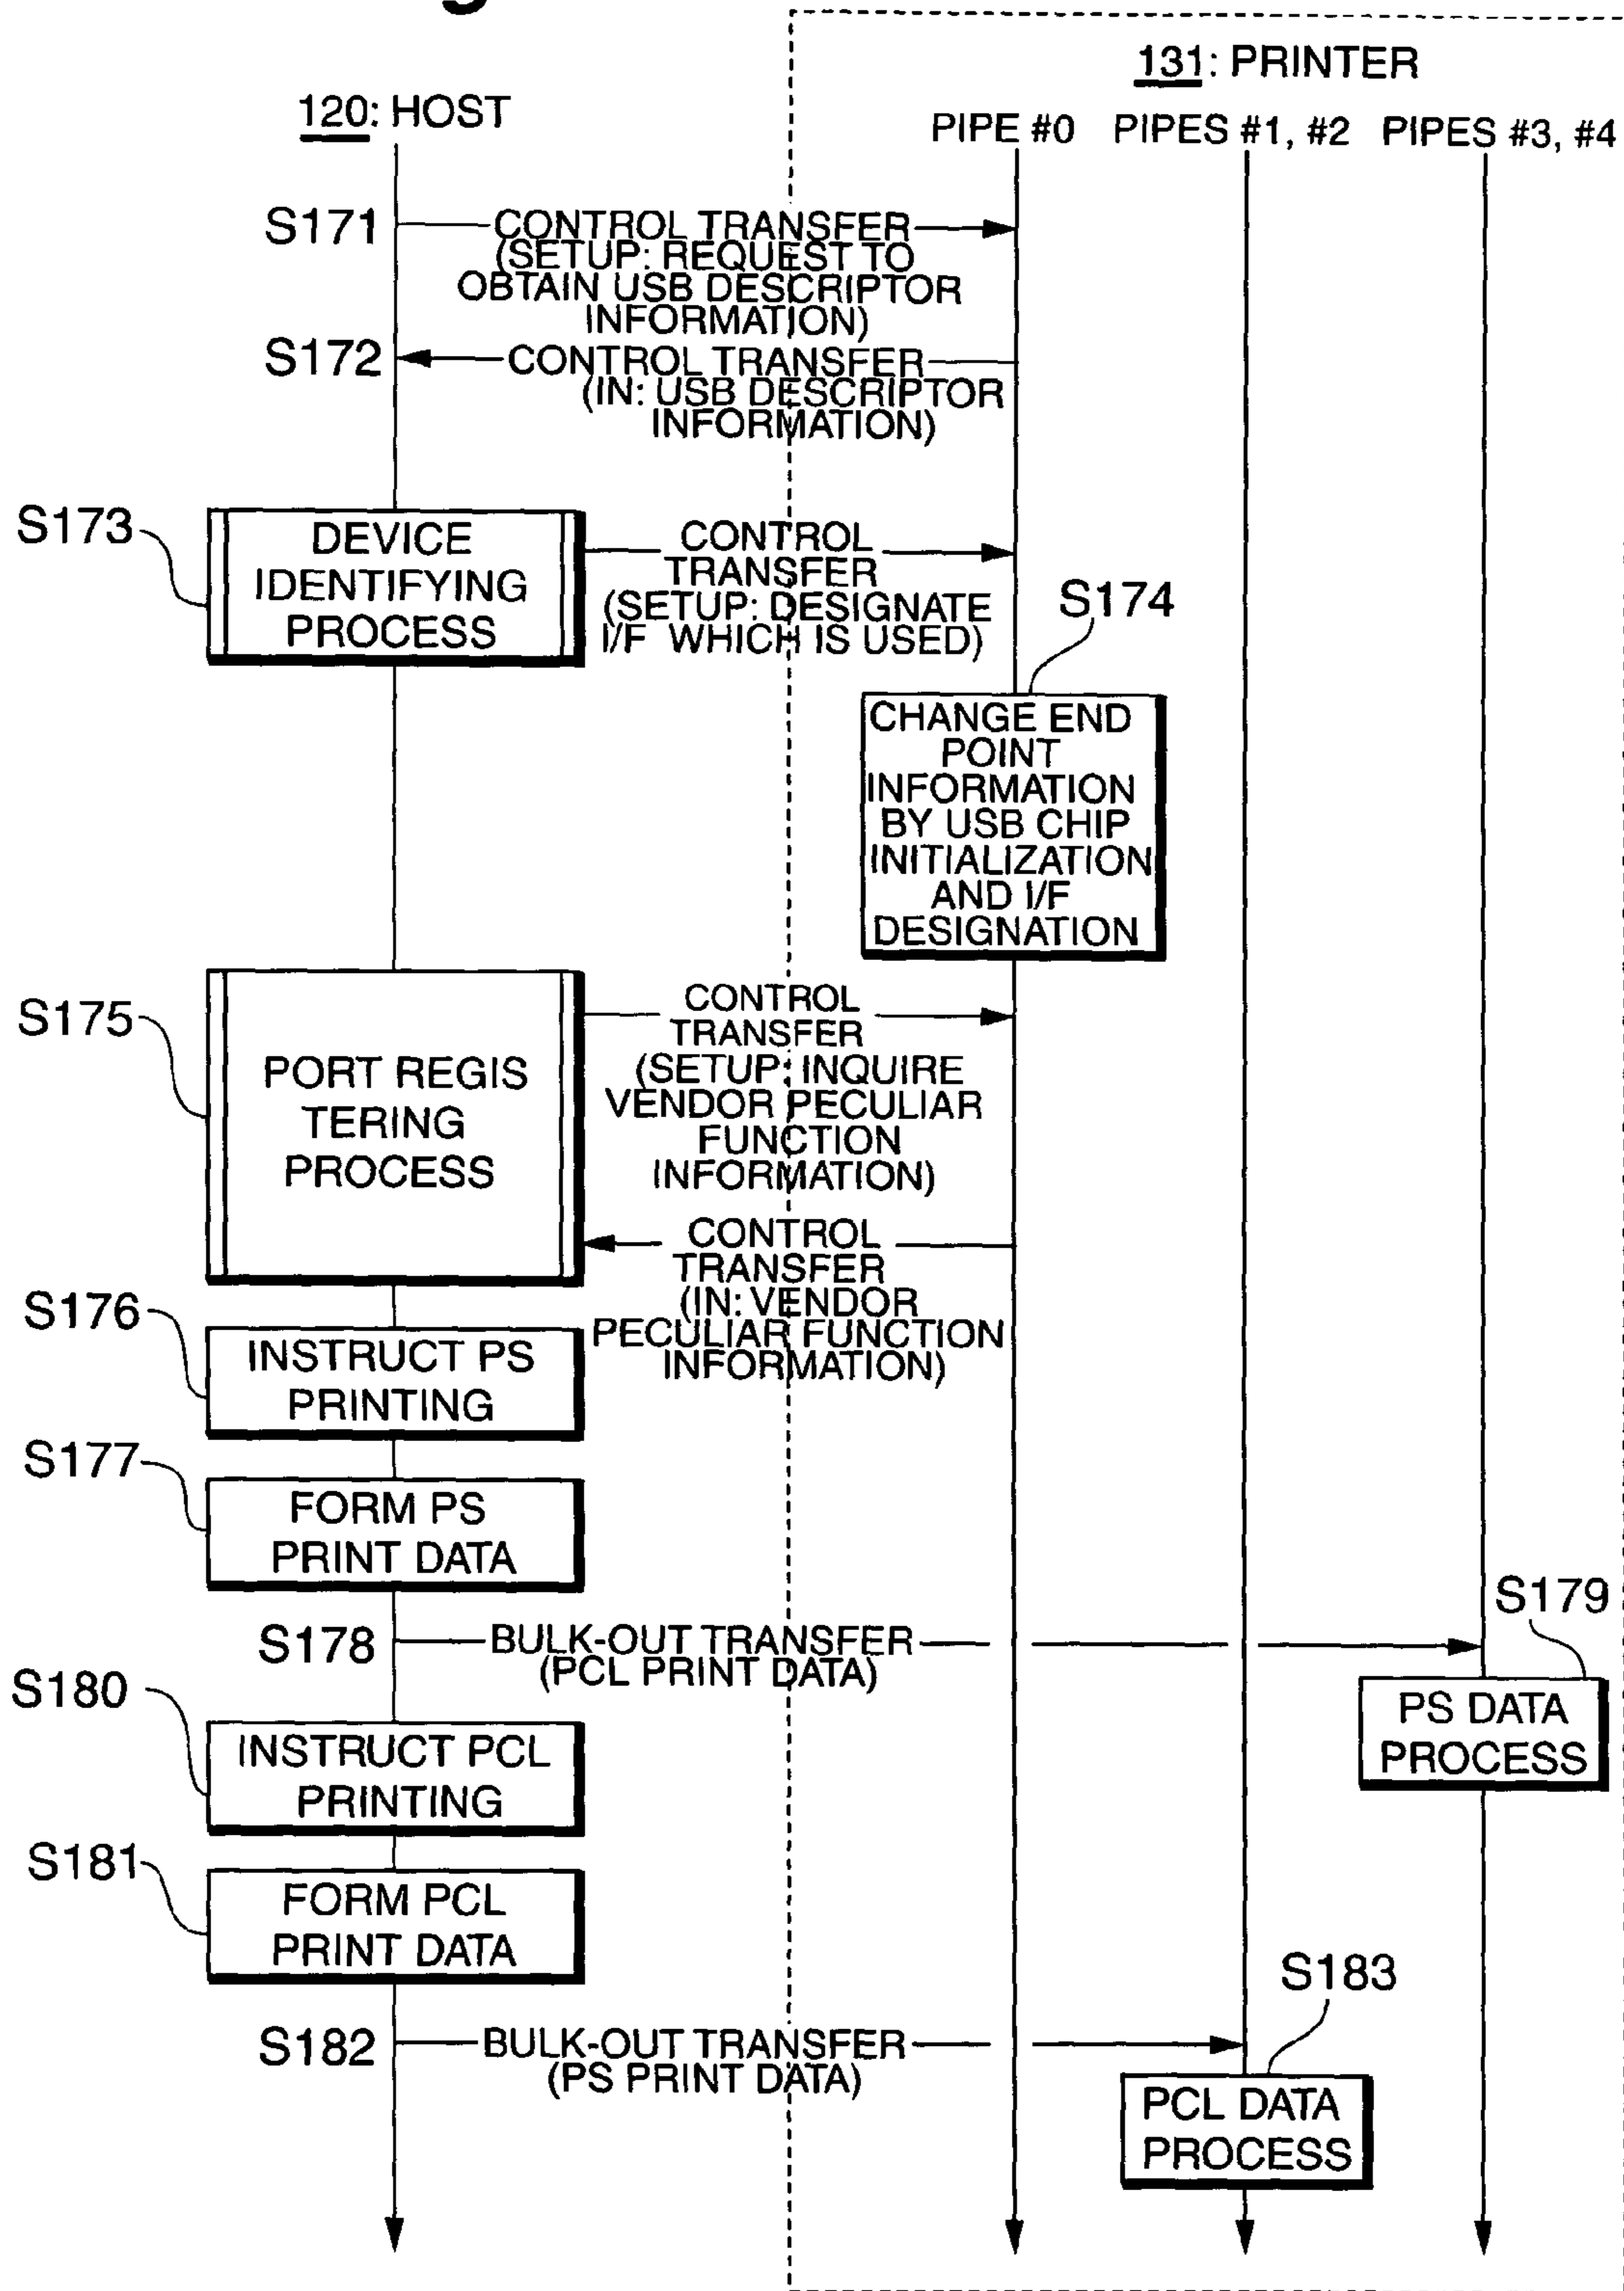 131: PRINTER
120: HOST
PIPE #0 PIPES #1, #2 PIPES #3, #4
S171
CONTROL TRANSFER
(SETUP: REQUEST TO
OBTAIN USB DESCRIPTOR
INFORMATION)
S172
CONTROL TRANSFER
(IN: USB DESCRIPTOR
INFORMATION)
S173
DEVICE
IDENTIFYING
PROCESS
CONTROL
TRANSFER
(SETUP: DESIGNATE
I/F WHICH IS USED)
S174
CHANGE END
POINT
INFORMATION
BY USB CHIP
INITIALIZATION
AND I/F
DESIGNATION
S175
PORT REGIS
TERING
PROCESS
CONTROL
TRANSFER
(SETUP: INQUIRE
VENDOR PECULIAR
FUNCTION
INFORMATION)
CONTROL
TRANSFER
(IN: VENDOR
PECULIAR FUNCTION
INFORMATION)
S176
INSTRUCT PS
PRINTING
S177
FORM PS
PRINT DATA
S178
BULK-OUT TRANSFER
(PCL PRINT DATA)
S179
PS DATA
PROCESS
S180
INSTRUCT PCL
PRINTING
S181
FORM PCL
PRINT DATA
S182
BULK-OUT TRANSFER
(PS PRINT DATA)
S183
PCL DATA
PROCESS